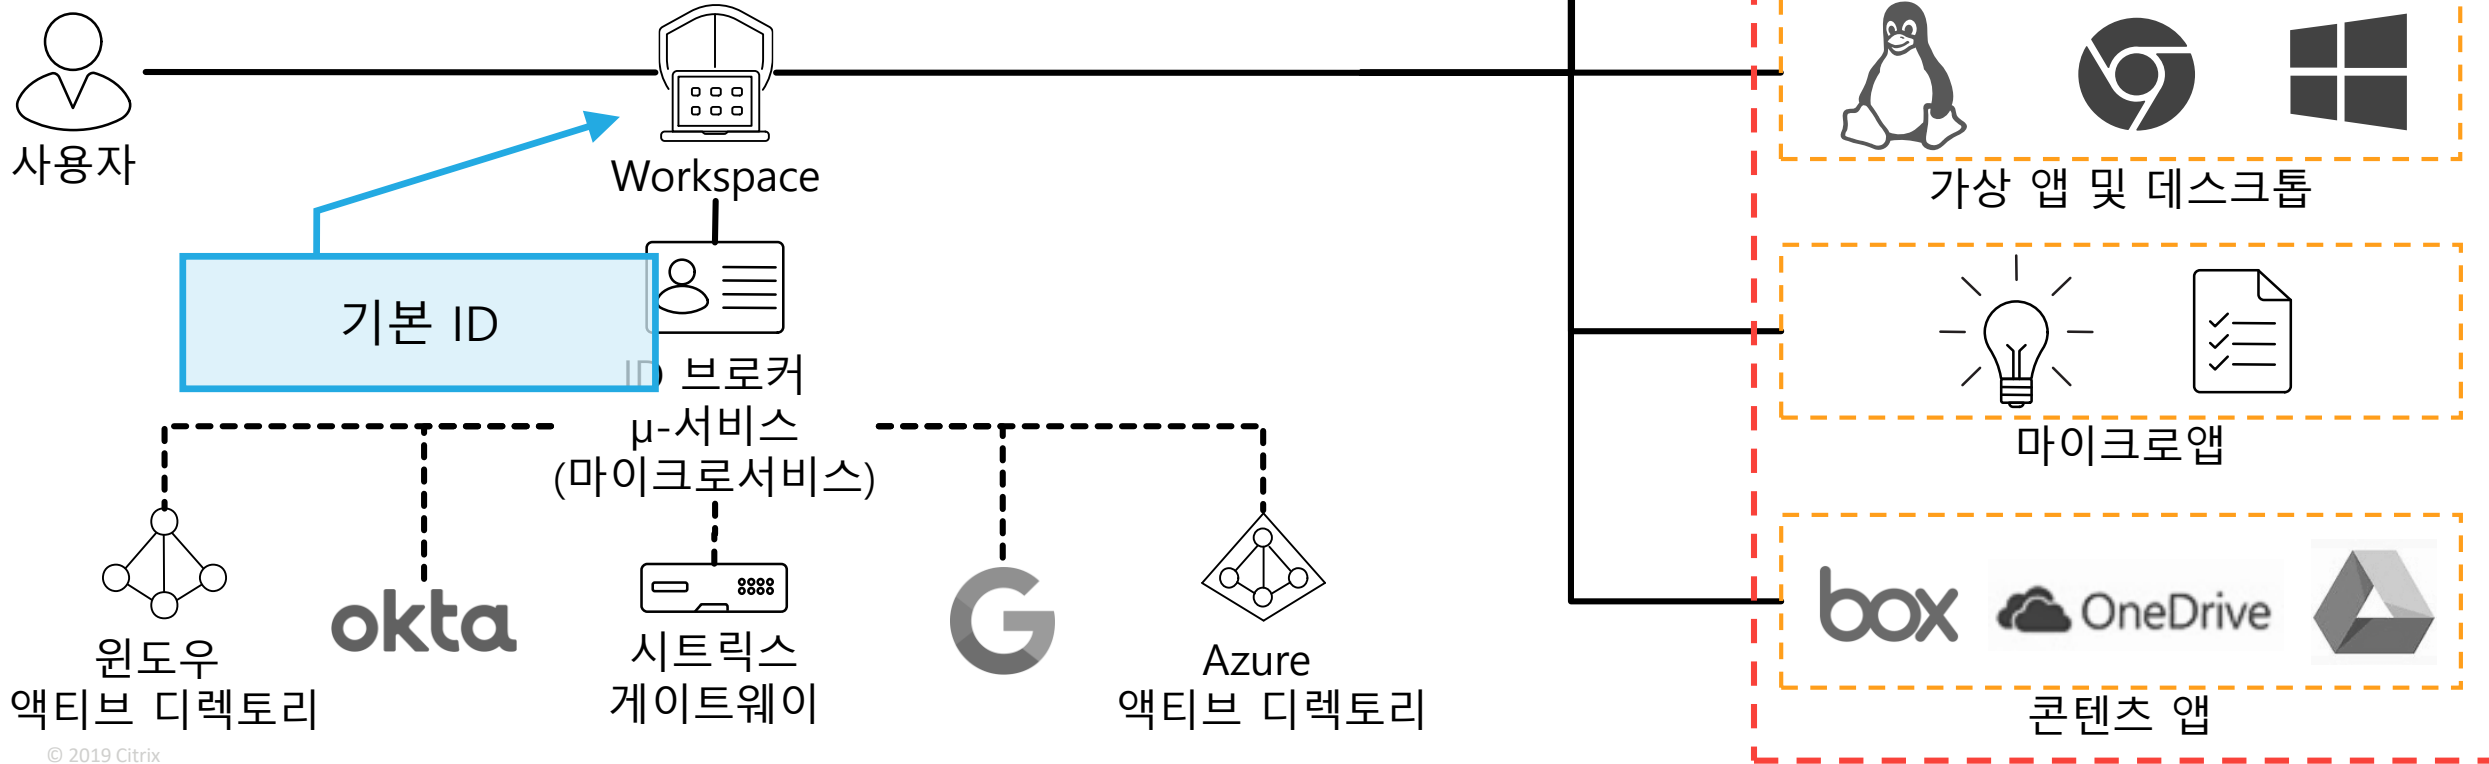 사용자
Workspace
기본 ID
ID 브로커
μ-서비스
(마이크로서비스)
윈도우
액티브 디렉토리
okta
시트릭스
게이트웨이
G
Azure
액티브 디렉토리
가상 앱 및 데스크톱
마이크로앱
box
OneDrive
콘텐츠 앱
© 2019 Citrix